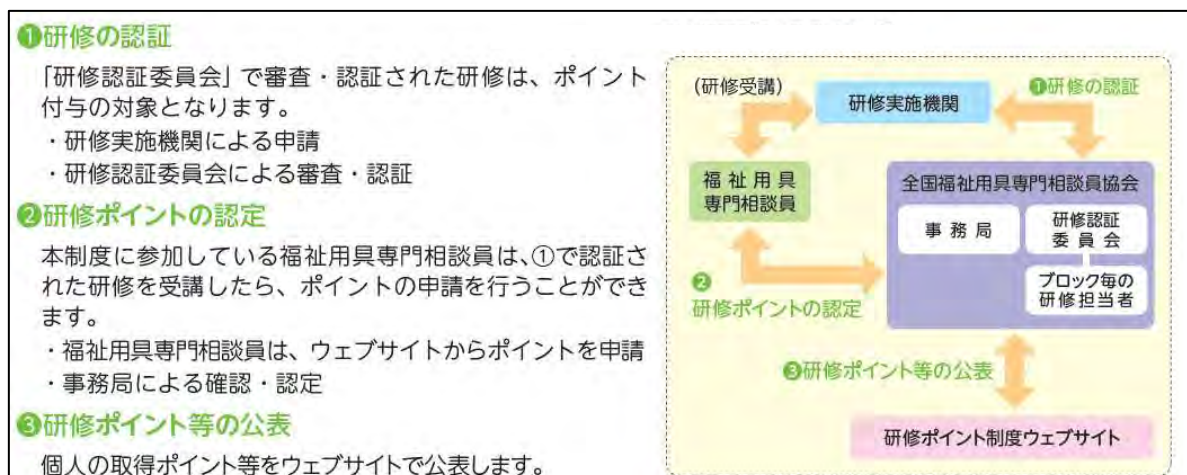 ❶研修の認証
「研修認証委員会」で審査・認証された研修は、ポイント
付与の対象となります。
・研修実施機関による申請
・研修認証委員会による審査・認証
❷研修ポイントの認定
本制度に参加している福祉用具専門相談員は、①で認証さ
れた研修を受講したら、ポイントの申請を行うことができ
ます。
・福祉用具専門相談員は、ウェブサイトからポイントを申請
・事務局による確認・認定
❸研修ポイント等の公表
個人の取得ポイント等をウェブサイトで公表します。
(研修受講)
研修実施機関
❶研修の認証
福祉用具
専門相談員
全国福祉用具専門相談員協会
事務局
研修認証
委員会
ブロック毎の
研修担当者
❷
研修ポイントの認定
❸研修ポイント等の公表
研修ポイント制度ウェブサイト